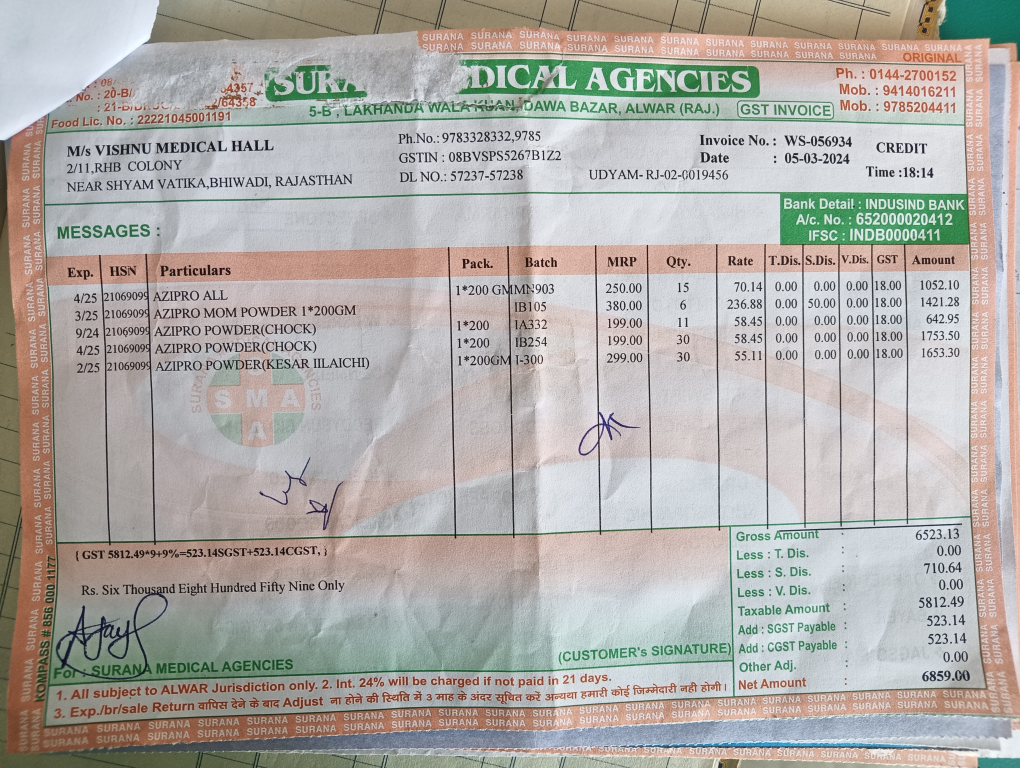 SURANA MEDICAL AGENCIES
5-B, LAKHANDA WALA KUAN, DAWA BAZAR, ALWAR (RAJ.) GST INVOICE
ORIGINAL
Ph. : 0144-2700152
Mob. : 9414016211
Mob. : 9785204411
Food Lic. No. : 22221045001191
M/s VISHNU MEDICAL HALL
2/11,RHB COLONY
NEAR SHYAM VATIKA,BHIWADI, RAJASTHAN
Ph.No.: 9783328332,9785
GSTIN : 08BVSPS5267B1Z2
DL NO.: 57237-57238 UDYAM- RJ-02-0019456
Invoice No. : WS-056934 CREDIT
Date : 05-03-2024 Time :18:14
MESSAGES :
Bank Detail : INDUSIND BANK
A/c. No. : 652000020412
IFSC : INDB0000411
Exp. HSN Particulars Pack. Batch MRP Qty. Rate T.Dis. S.Dis. V.Dis. GST Amount
4/25 21069099 AZIPRO ALL 1*200 GM MN903 250.00 15 70.14 0.00 0.00 0.00 18.00 1052.10
3/25 21069099 AZIPRO MOM POWDER 1*200GM IB105 380.00 6 236.88 0.00 50.00 0.00 18.00 1421.28
9/24 21069099 AZIPRO POWDER(CHOCK) 1*200 IA332 199.00 11 58.45 0.00 0.00 0.00 18.00 642.95
4/25 21069099 AZIPRO POWDER(CHOCK) 1*200 IB254 199.00 30 58.45 0.00 0.00 0.00 18.00 1753.50
2/25 21069099 AZIPRO POWDER(KESAR IILAICHI) 1*200GM I-300 299.00 30 55.11 0.00 0.00 0.00 18.00 1653.30
SMA
A
{ GST 5812.49*9+9%=523.14SGST+523.14CGST, }
Rs. Six Thousand Eight Hundred Fifty Nine Only
Gross Amount 6523.13
Less : T. Dis. : 0.00
Less : S. Dis. : 710.64
Less : V. Dis. : 0.00
Taxable Amount : 5812.49
Add : SGST Payable : 523.14
Add : CGST Payable : 523.14
Other Adj. : 0.00
Net Amount : 6859.00
For : SURANA MEDICAL AGENCIES
(CUSTOMER's SIGNATURE)
1. All subject to ALWAR Jurisdiction only. 2. Int. 24% will be charged if not paid in 21 days.
3. Exp./br/sale Return वापिस देने के बाद Adjust ना होने की स्थिति में 3 माह के अंदर सूचित करें अन्यथा हमारी कोई जिम्मेदारी नही होगी।
KOMPASS # 856 000 1177